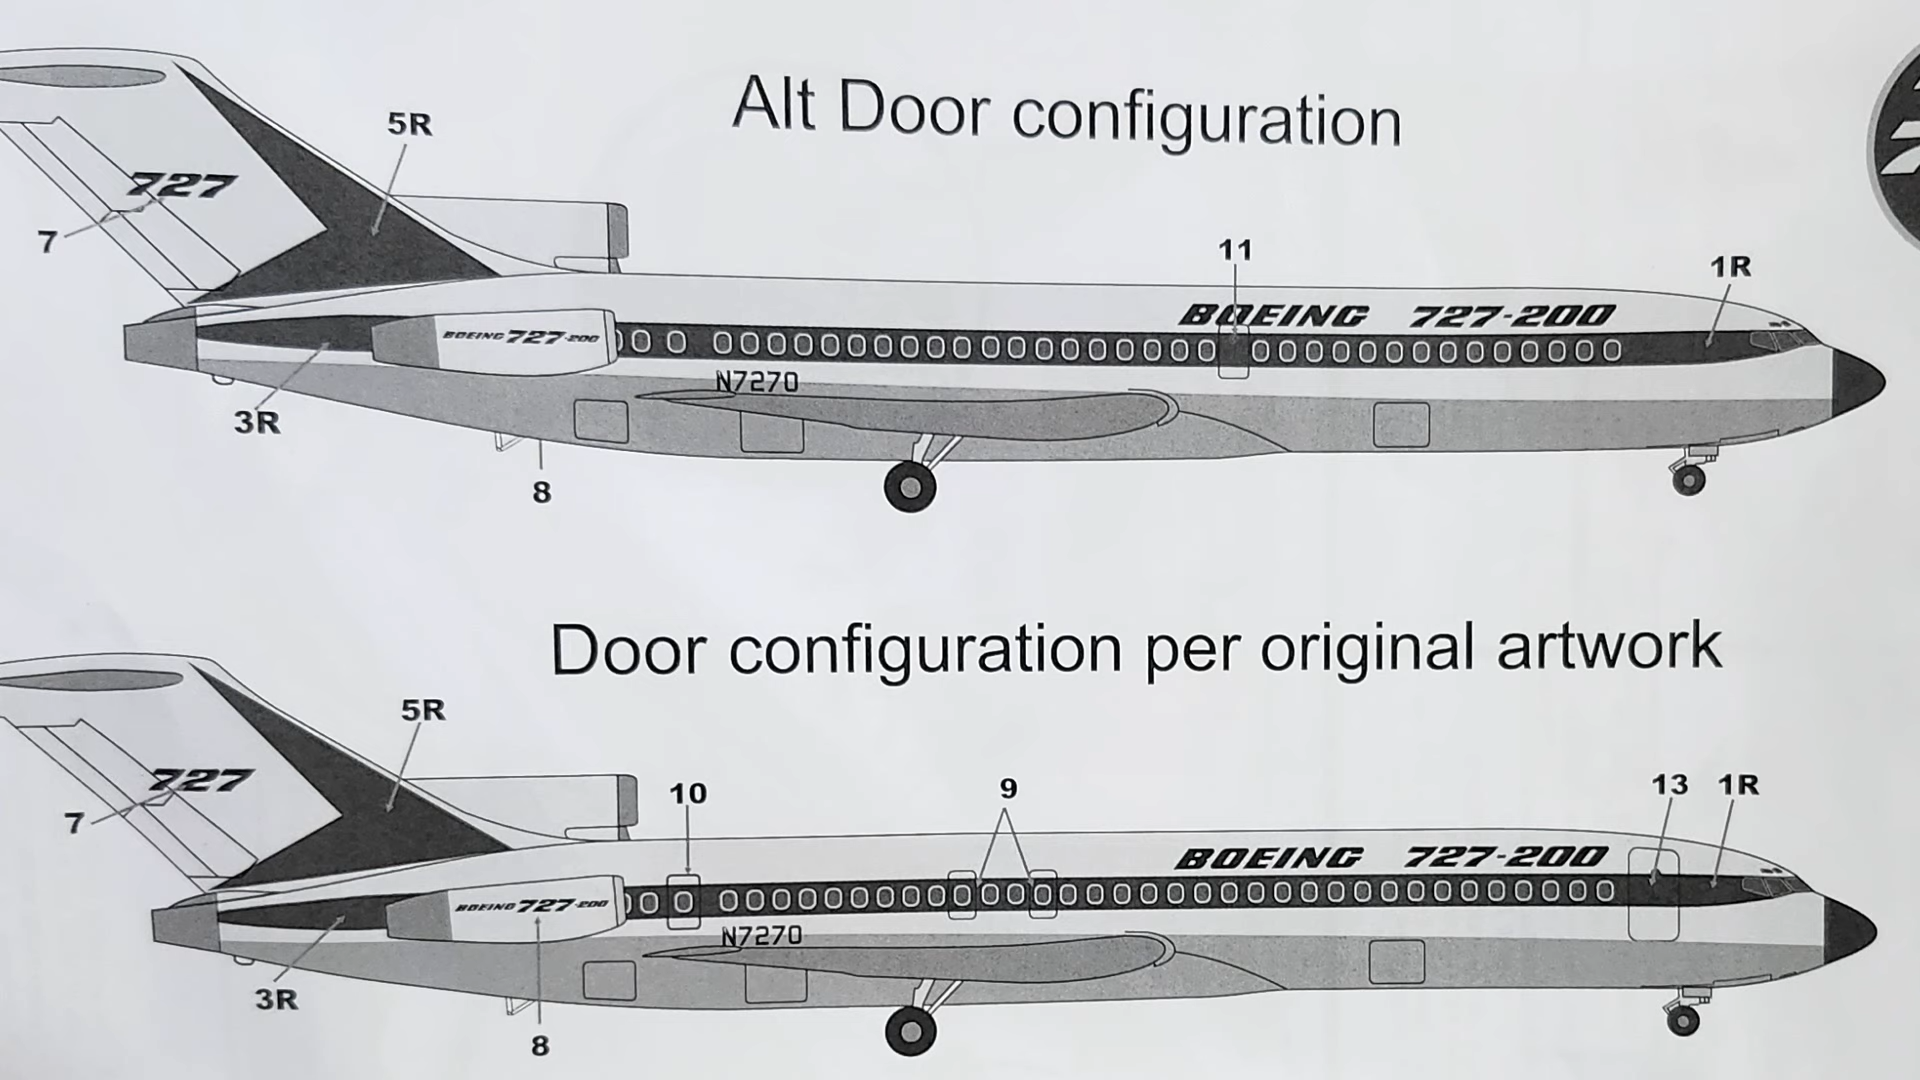 Alt Door configuration
5R
727
7
11
1R
BOEING 727-200
BOEING 727-200
N7270
3R
8
Door configuration per original artwork
5R
727
7
10
9
13
1R
BOEING 727-200
BOEING 727-200
N7270
3R
8